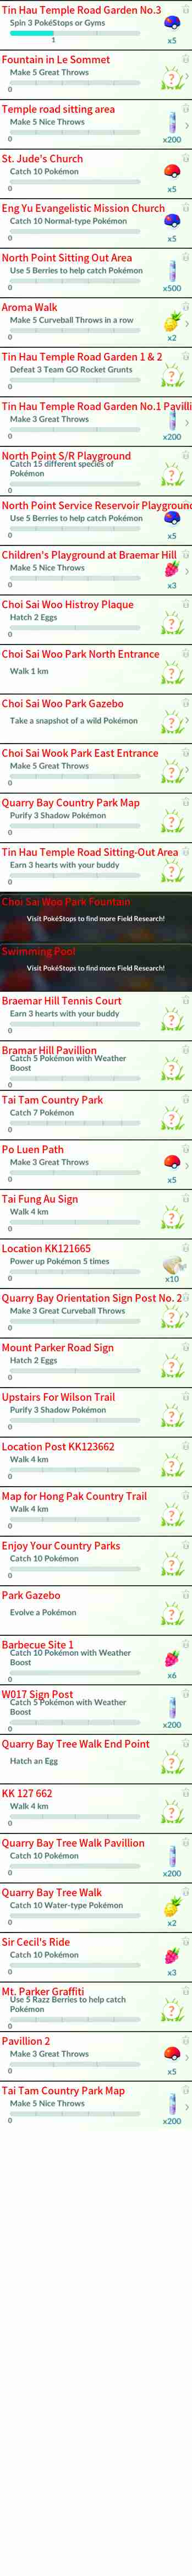 Tin Hau Temple Road Garden No.3
Spin 3 PokéStops or Gyms
1
x5
Fountain in Le Sommet
Make 5 Great Throws
?
0
Temple road sitting area
Make 5 Nice Throws
0
x200
St. Jude's Church
Catch 10 Pokémon
0
x5
Eng Yu Evangelistic Mission Church
Catch 10 Normal-type Pokémon
0
x5
North Point Sitting Out Area
Use 5 Berries to help catch Pokémon
0
x500
Aroma Walk
Make 5 Curveball Throws in a row
0
x2
Tin Hau Temple Road Garden 1 & 2
Defeat 3 Team GO Rocket Grunts
?
0
Tin Hau Temple Road Garden No.1 Pavilli
Make 3 Great Throws
0
x200
North Point S/R Playground
Catch 15 different species of
Pokémon
?
0
North Point Service Reservoir Playground
Use 5 Berries to help catch Pokémon
0
x5
Children's Playground at Braemar Hill
Make 5 Nice Throws
0
x3
Choi Sai Woo Histroy Plaque
Hatch 2 Eggs
?
0
Choi Sai Woo Park North Entrance
Walk 1 km
?
Choi Sai Woo Park Gazebo
Take a snapshot of a wild Pokémon
?
Choi Sai Wook Park East Entrance
Make 5 Great Throws
?
0
Quarry Bay Country Park Map
Purify 3 Shadow Pokémon
?
0
Tin Hau Temple Road Sitting-Out Area
Earn 3 hearts with your buddy
?
0
Choi Sai Woo Park Fountain
Visit PokéStops to find more Field Research!
Swimming Pool
Visit PokéStops to find more Field Research!
Braemar Hill Tennis Court
Earn 3 hearts with your buddy
?
0
Bramar Hill Pavillion
Catch 5 Pokémon with Weather
Boost
?
0
Tai Tam Country Park
Catch 7 Pokémon
?
0
Po Luen Path
Make 3 Great Throws
0
x5
Tai Fung Au Sign
Walk 4 km
?
0
Location KK121665
Power up Pokémon 5 times
0
x10
Quarry Bay Orientation Sign Post No. 2
Make 3 Great Curveball Throws
?
0
Mount Parker Road Sign
Hatch 2 Eggs
?
0
Upstairs For Wilson Trail
Purify 3 Shadow Pokémon
?
0
Location Post KK123662
Walk 4 km
?
0
Map for Hong Pak Country Trail
Walk 4 km
?
0
Enjoy Your Country Parks
Catch 10 Pokémon
?
0
Park Gazebo
Evolve a Pokémon
?
Barbecue Site 1
Catch 10 Pokémon with Weather
Boost
0
x6
W017 Sign Post
Catch 5 Pokémon with Weather
Boost
0
x200
Quarry Bay Tree Walk End Point
Hatch an Egg
?
KK 127 662
Walk 4 km
?
0
Quarry Bay Tree Walk Pavillion
Catch 10 Pokémon
0
x200
Quarry Bay Tree Walk
Catch 10 Water-type Pokémon
0
x2
Sir Cecil's Ride
Catch 10 Pokémon
0
x3
Mt. Parker Graffiti
Use 5 Razz Berries to help catch
Pokémon
?
0
Pavillion 2
Make 3 Great Throws
0
x5
Tai Tam Country Park Map
Make 5 Nice Throws
0
x200